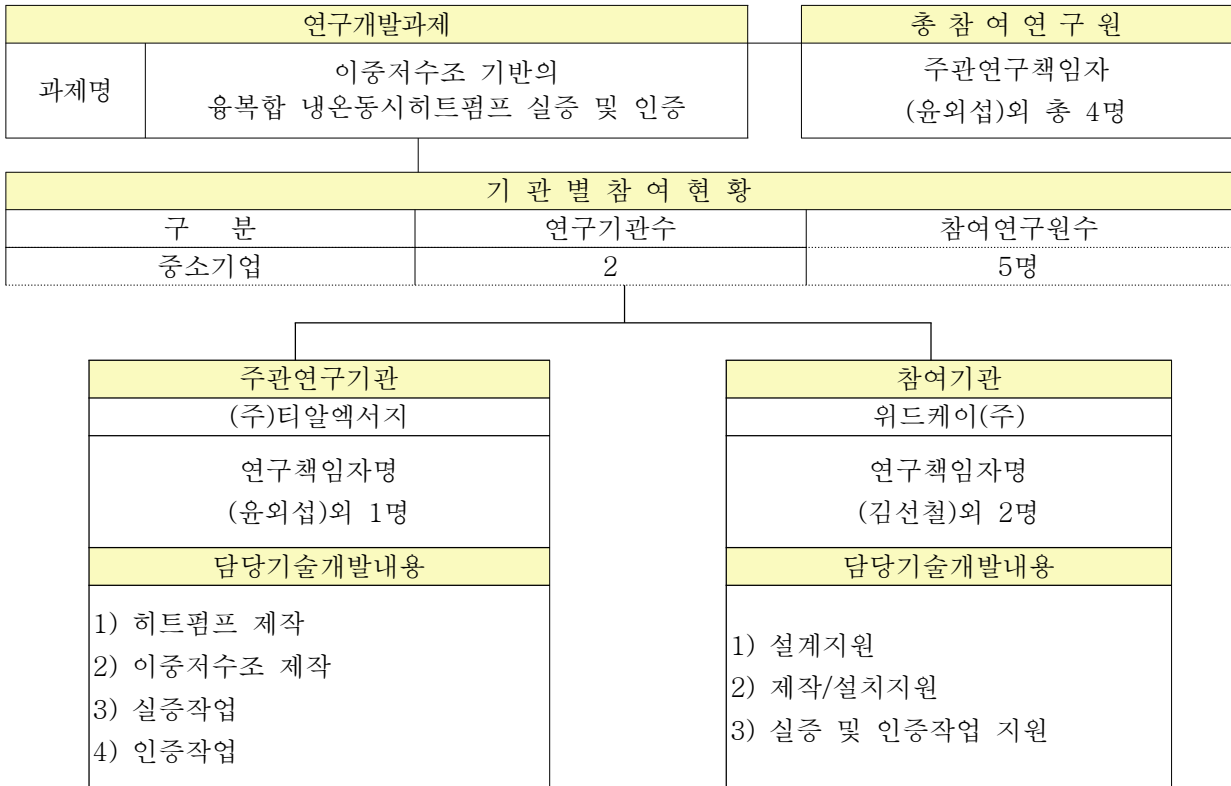 연구개발과제
총 참 여 연 구 원
과제명
이중저수조 기반의
융복합 냉온동시히트펌프 실증 및 인증
주관연구책임자
(윤외섭)외 총 4명
기 관 별 참 여 현 황
구 분
연구기관수
참여연구원수
중소기업
2
5명
주관연구기관
(주)티알엑서지
연구책임자명
(윤외섭)외 1명
담당기술개발내용
1) 히트펌프 제작
2) 이중저수조 제작
3) 실증작업
4) 인증작업
참여기관
위드케이(주)
연구책임자명
(김선철)외 2명
담당기술개발내용
1) 설계지원
2) 제작/설치지원
3) 실증 및 인증작업 지원